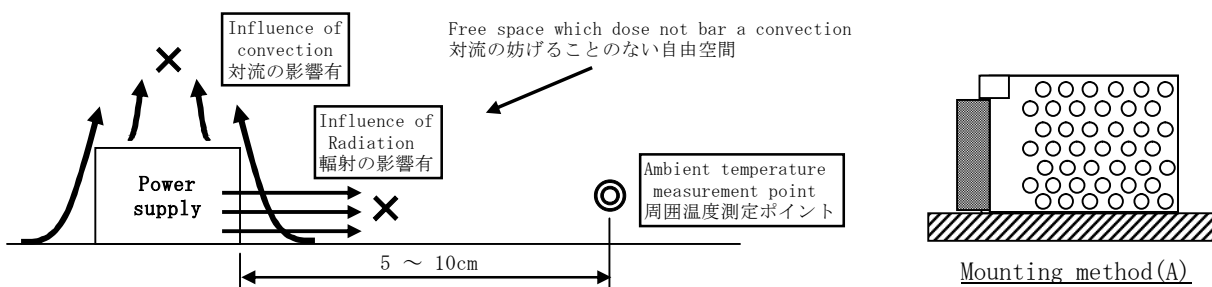 Influence of
convection
対流の影響有
Free space which dose not bar a convection
対流の妨げることのない自由空間
Influence of
Radiation
輻射の影響有
Power
supply
Ambient temperature
measurement point
周囲温度測定ポイント
5 ～ 10cm
Mounting method(A)